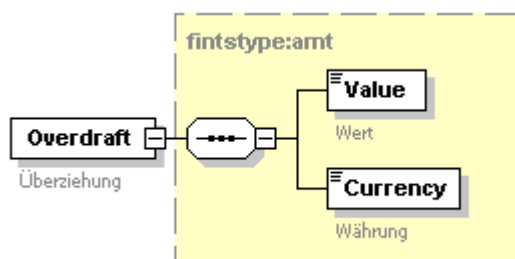 fintstype:amt
Value
Wert
Overdraft
Überziehung
Currency
Währung